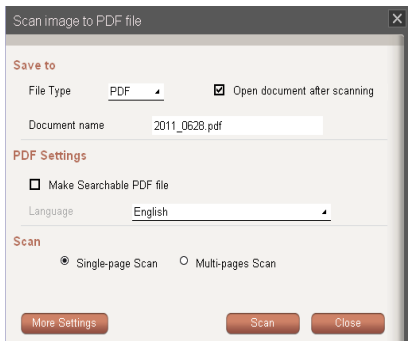 Scan image to PDF file
Save to
File Type PDF Open document after scanning
Document name 2011_0628.pdf
PDF Settings
Make Searchable PDF file
Language English
Scan
Single-page Scan Multi-pages Scan
More Settings Scan Close